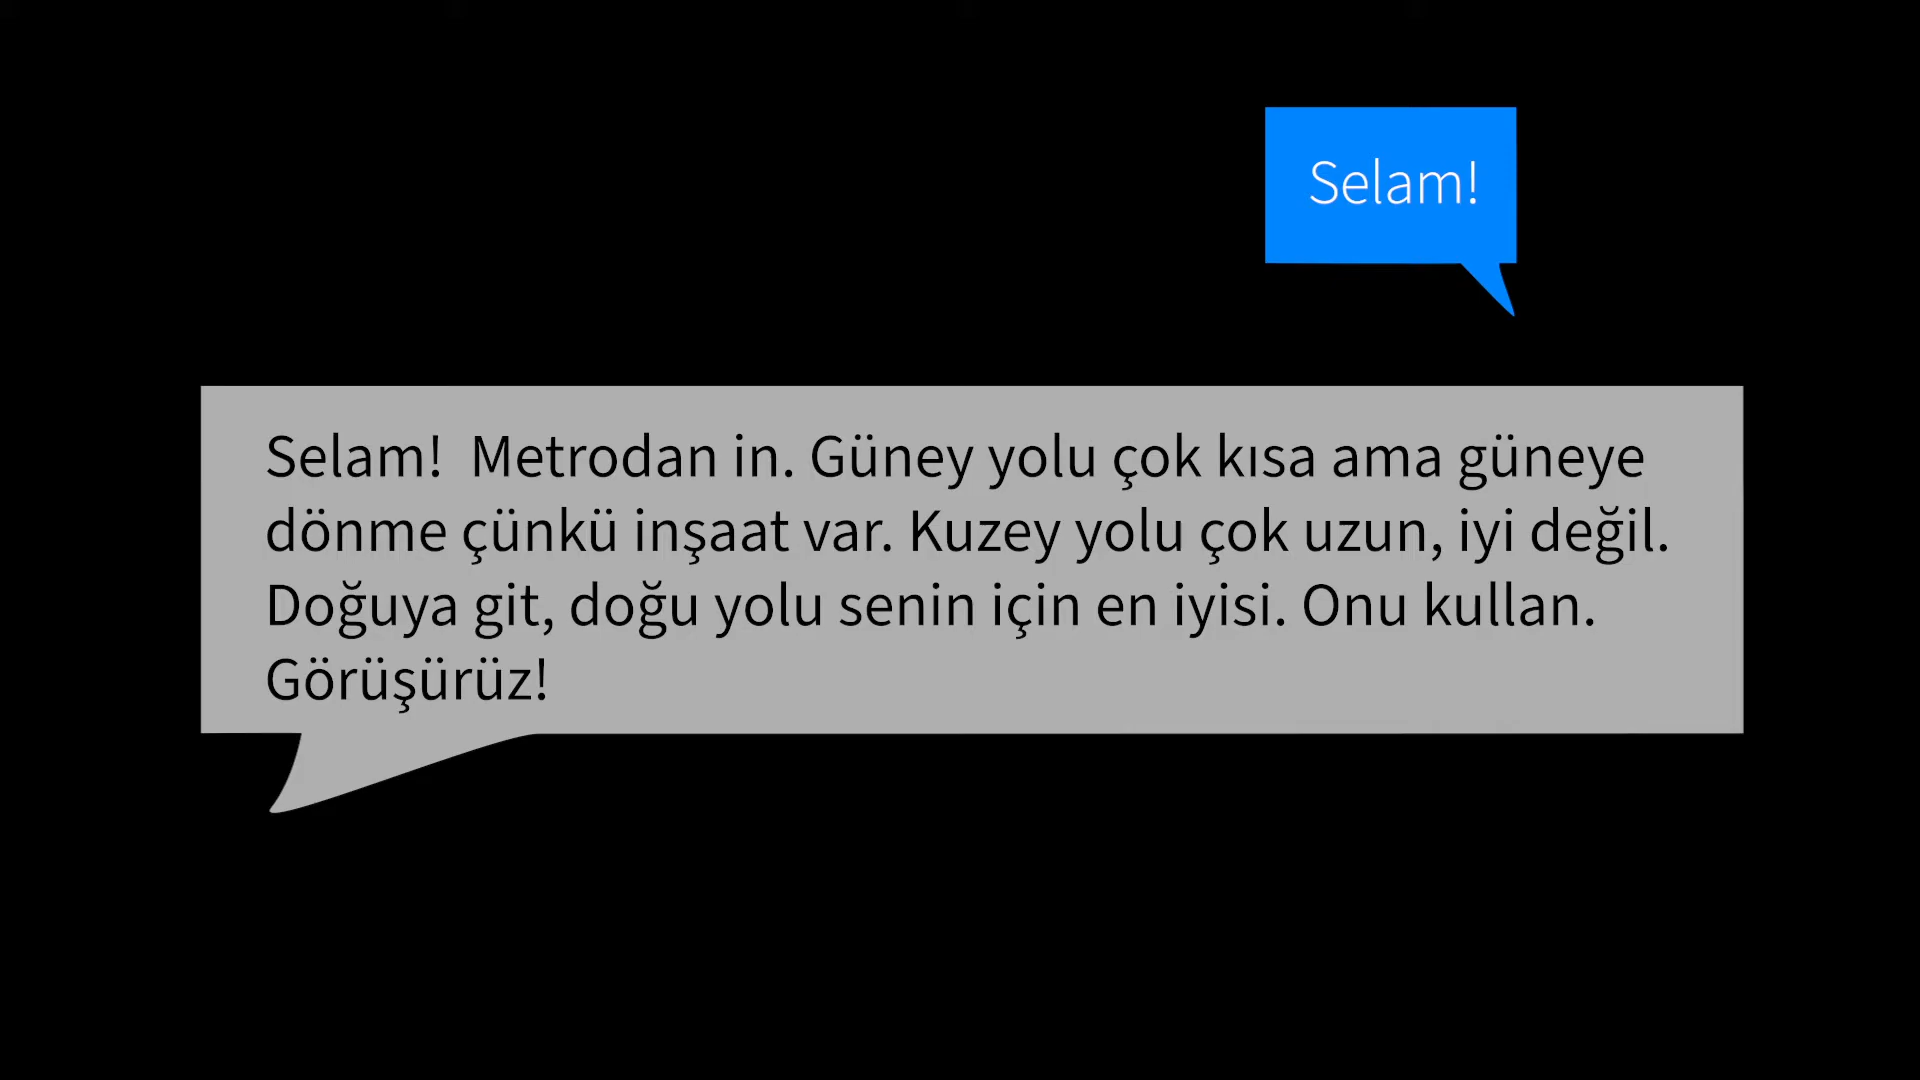 Selam!
Selam!  Metrodan in. Güney yolu çok kısa ama güneye
dönme çünkü inşaat var. Kuzey yolu çok uzun, iyi değil.
Doğuya git, doğu yolu senin için en iyisi. Onu kullan.
Görüşürüz!